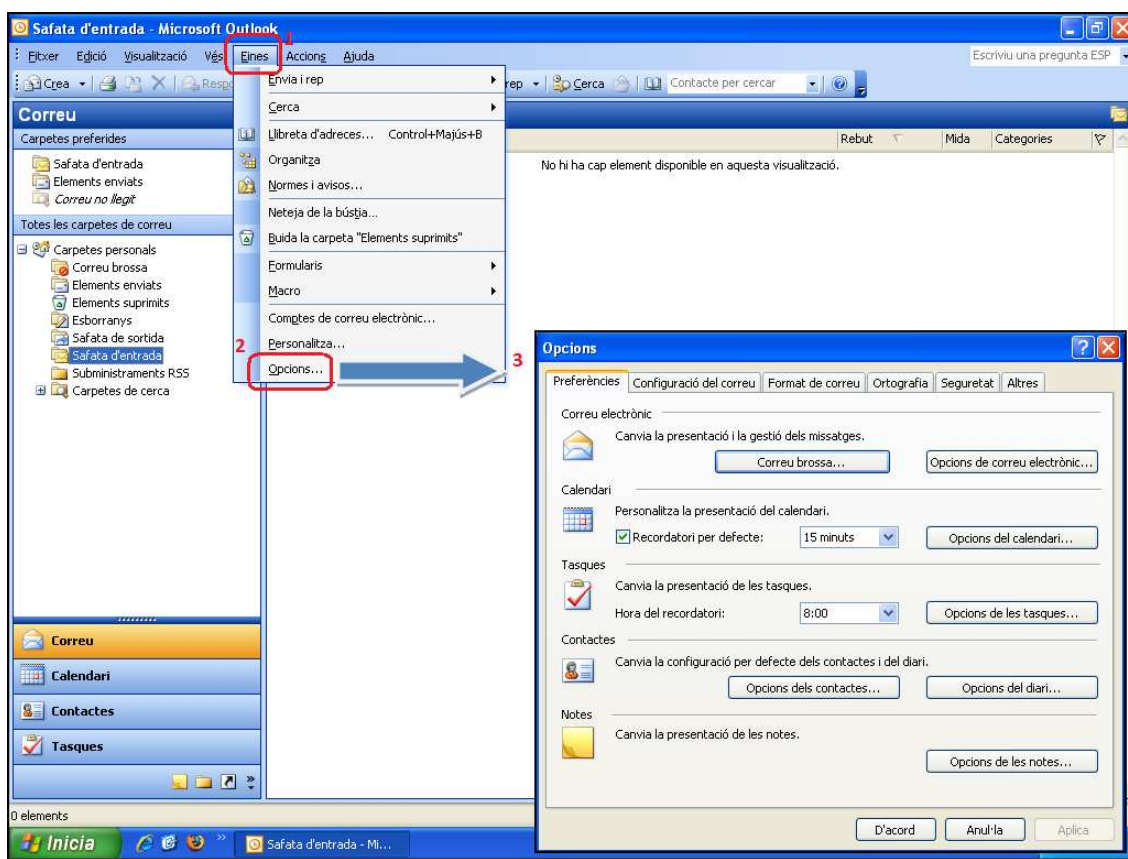 Safata d'entrada - Microsoft Outlook
1
Fitxer Edició Visualització Vés Eines Accions Ajuda
Escriviu una pregunta ESP
Crea
rep
Cerca
Contacte per cercar
Correu
Carpetes preferides
Safata d'entrada
Elements enviats
Correu no llegit
Totes les carpetes de correu
Carpetes personals
Correu brossa
Elements enviats
Elements suprimits
Esborranys
Safata de sortida
Safata d'entrada
Subministraments RSS
Carpetes de cerca
Correu
Calendari
Contactes
Tasques
0 elements
Envia i rep
Cerca
Llibreta d'adreces... Control+Majús+B
Organitza
Normes i avisos...
Neteja de la bústia...
Buida la carpeta "Elements suprimits"
Formularis
Macro
Comptes de correu electrònic...
Personalitza...
2
Opcions...
Rebut Mida Categories
No hi ha cap element disponible en aquesta visualització.
3
Opcions
Preferències Configuració del correu Format de correu Ortografia Seguretat Altres
Correu electrònic
Canvia la presentació i la gestió dels missatges.
Correu brossa... Opcions de correu electrònic...
Calendari
Personalitza la presentació del calendari.
Recordatori per defecte: 15 minuts Opcions del calendari...
Tasques
Canvia la presentació de les tasques.
Hora del recordatori: 8:00 Opcions de les tasques...
Contactes
Canvia la configuració per defecte dels contactes i del diari.
Opcions dels contactes... Opcions del diari...
Notes
Canvia la presentació de les notes.
Opcions de les notes...
D'acord Anul·la Aplica
Inicia
Safata d'entrada - Mi...